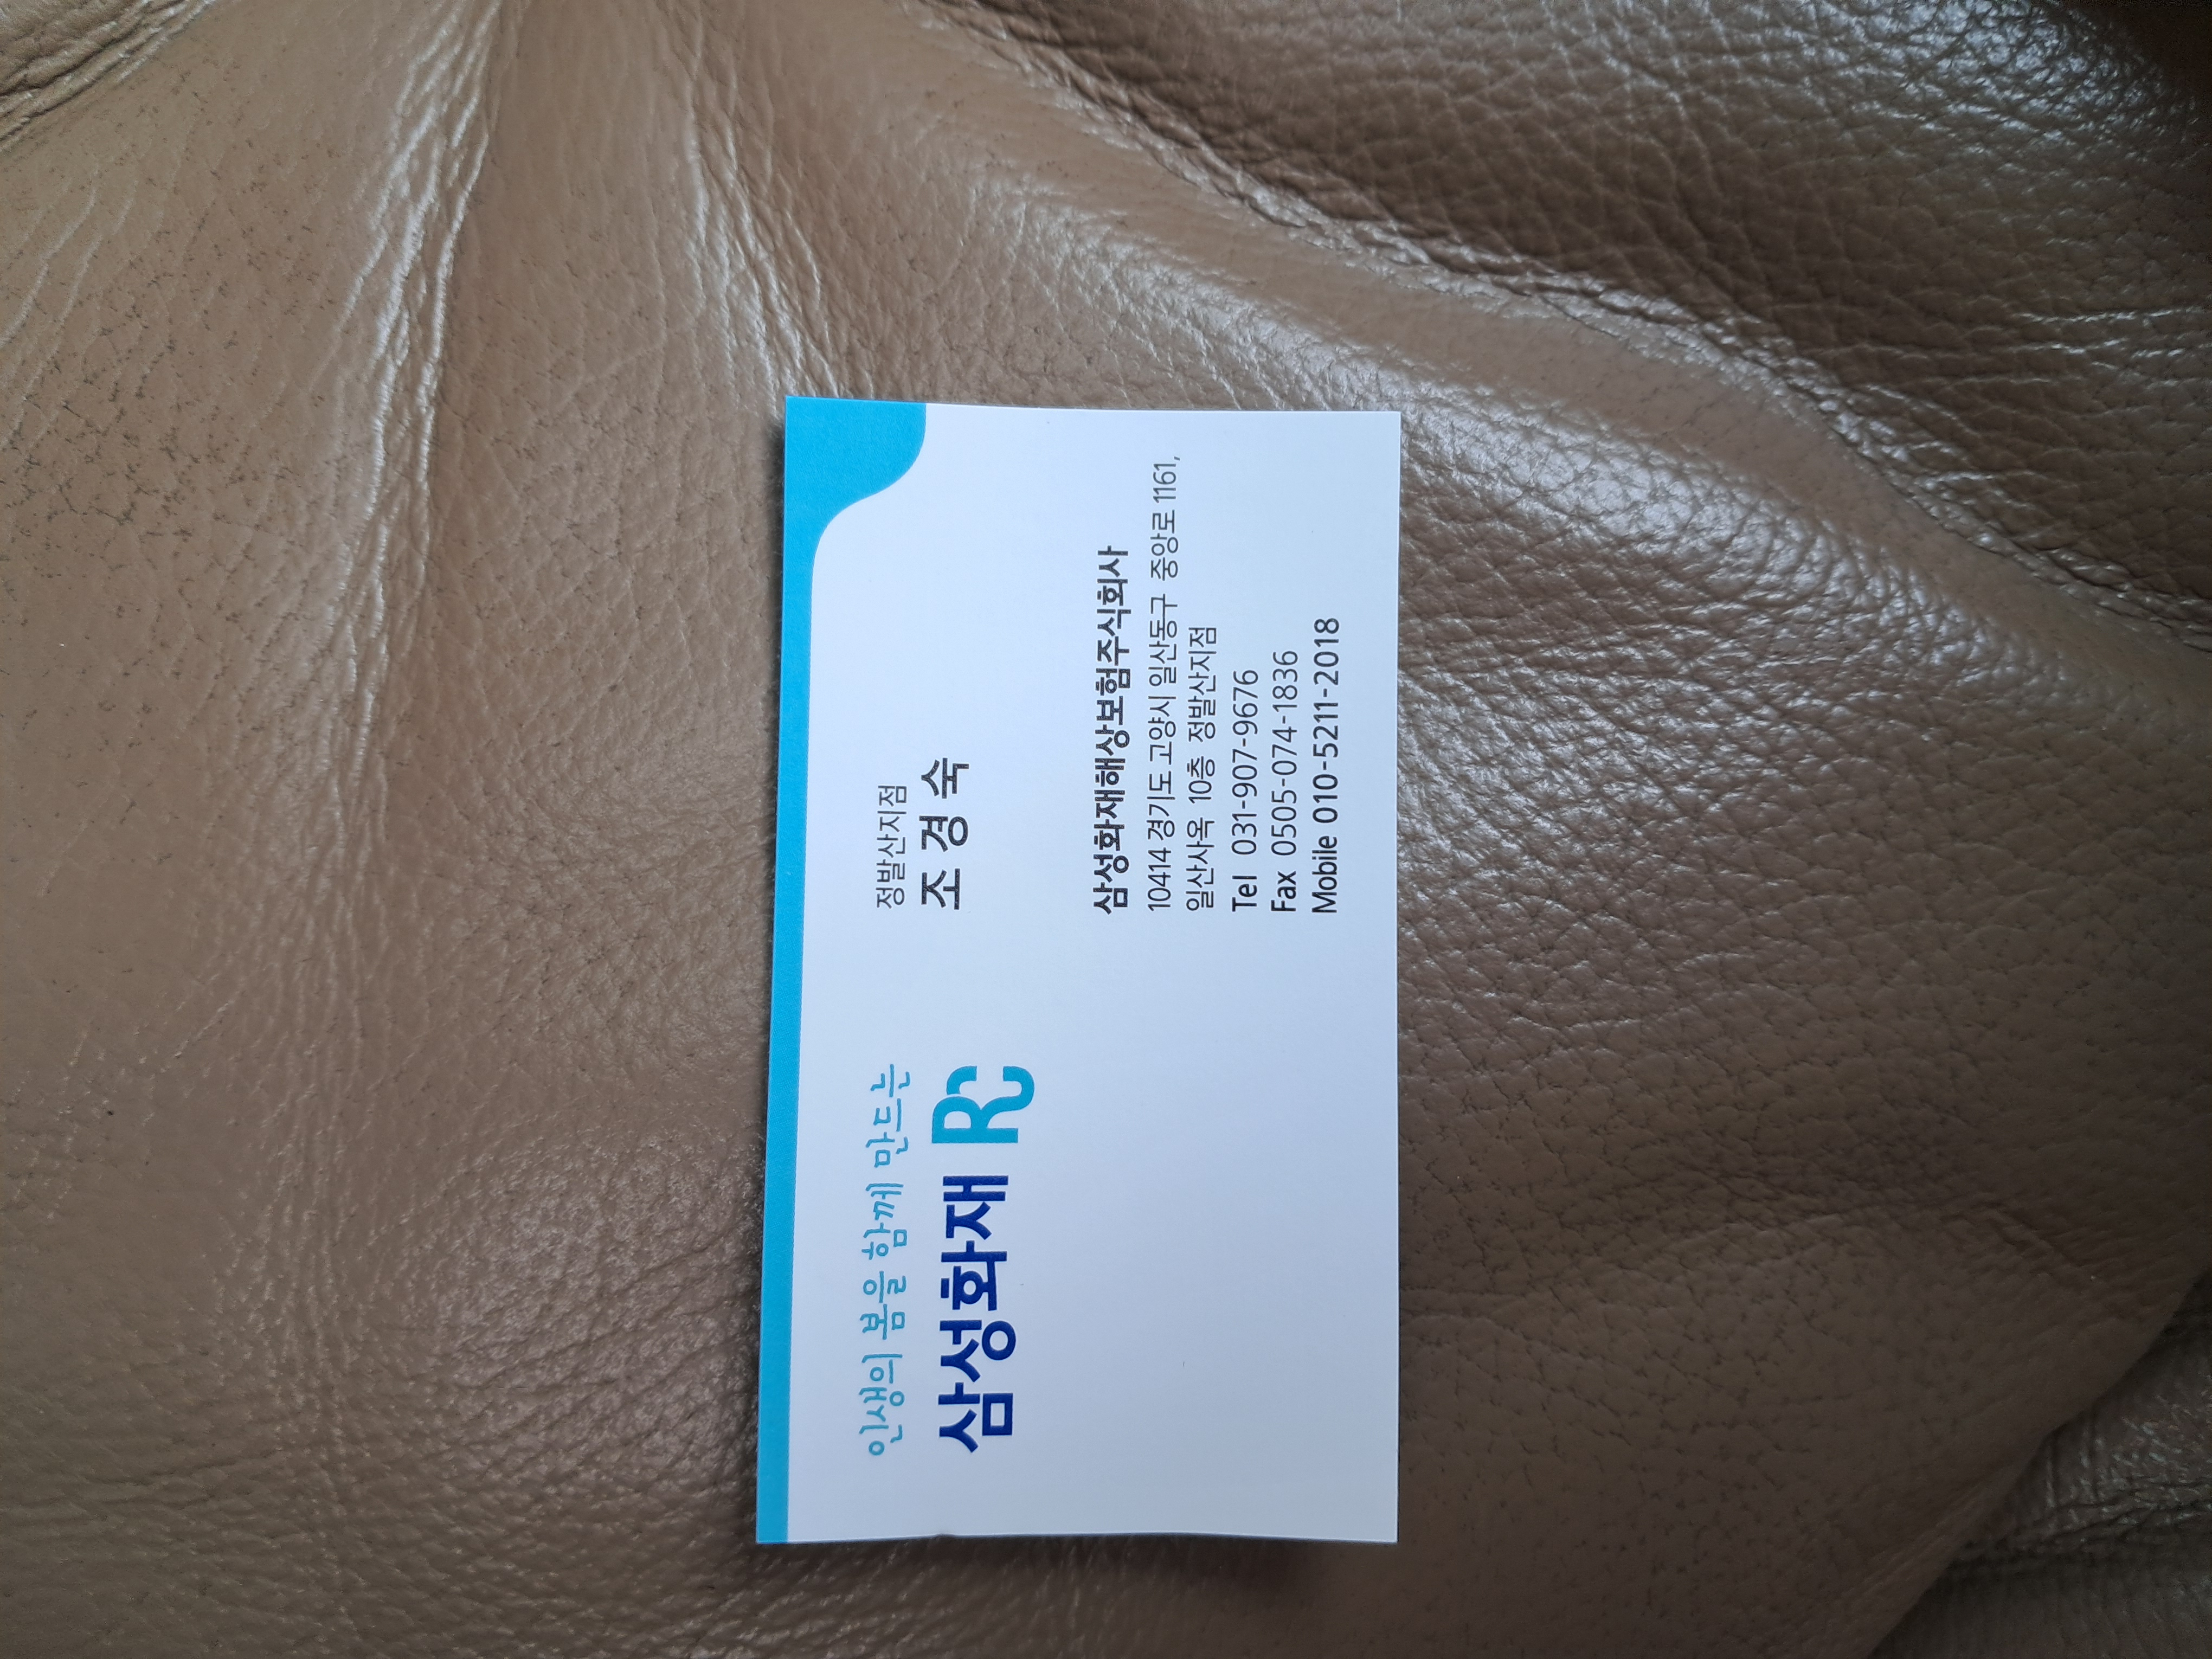 인생의 봄을 함께 만드는
삼성화재 RC
정발산지점
조경숙
삼성화재해상보험주식회사
10414 경기도 고양시 일산동구 중앙로 1161,
일산사옥 10층 정발산지점
Tel 031-907-9676
Fax 0505-074-1836
Mobile 010-5211-2018